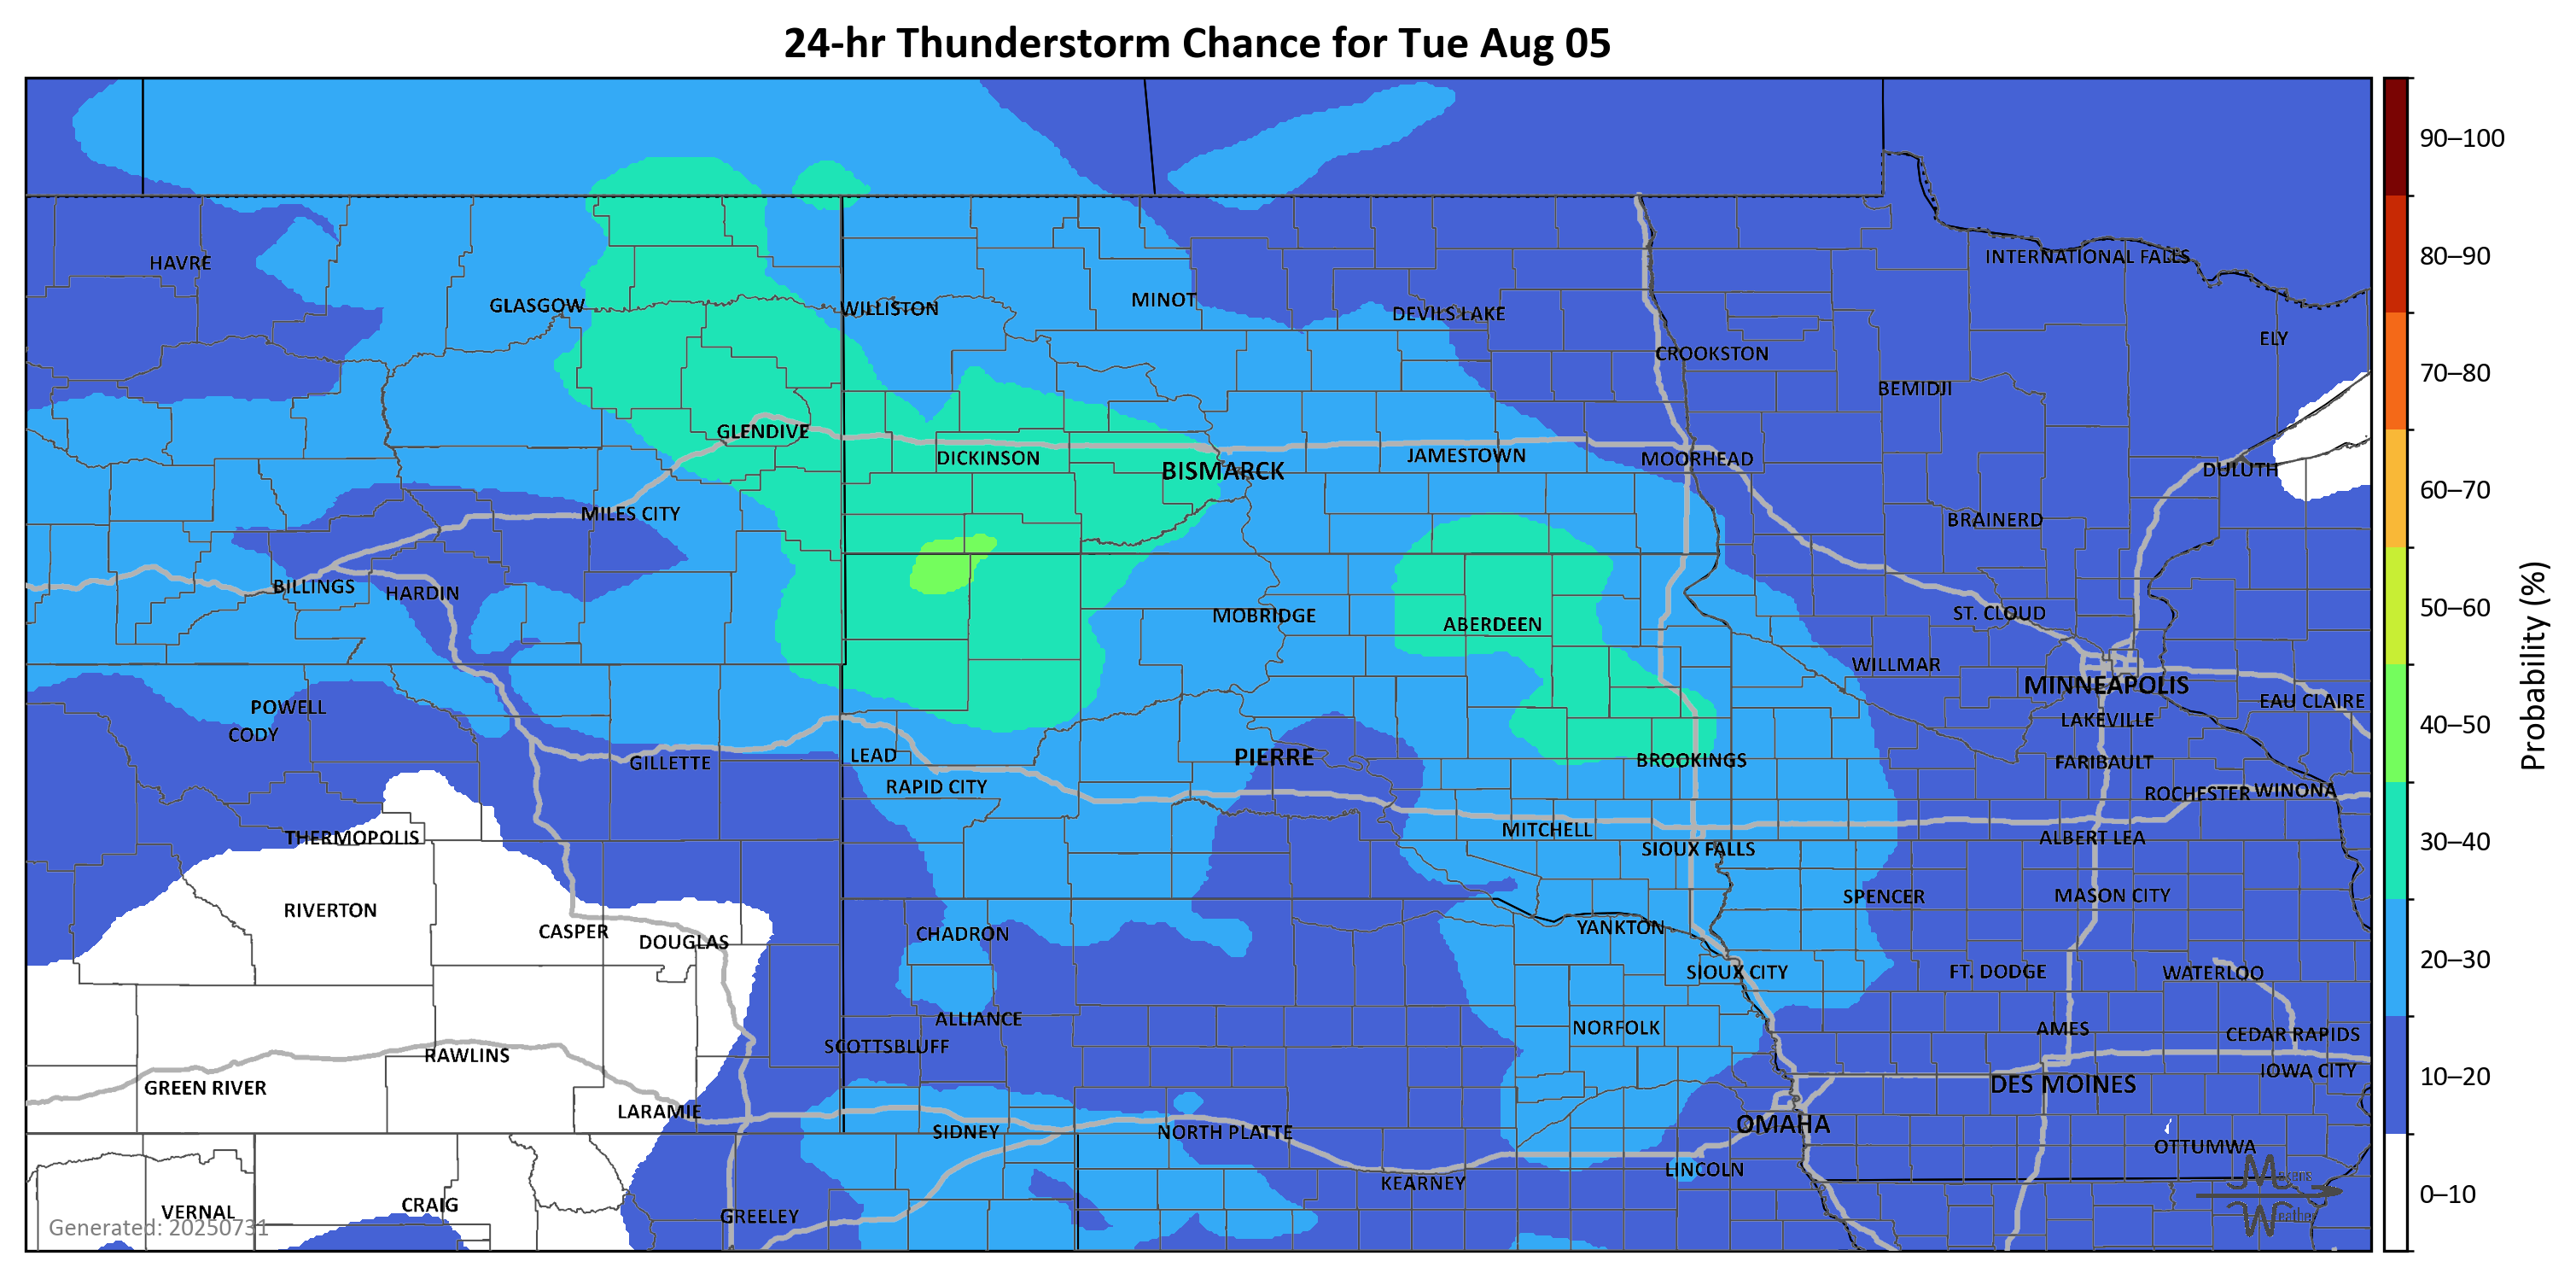 24-hr Thunderstorm Chance for Tue Aug 05
90–100
80–90
70–80
60–70
50–60
40–50
30–40
20–30
10–20
0–10
Probability (%)
HAVRE
INTERNATIONAL FALLS
GLASGOW
WILLISTON
MINOT
DEVILS LAKE
ELY
CROOKSTON
BEMIDJI
GLENDIVE
DICKINSON
BISMARCK
JAMESTOWN
MOORHEAD
DULUTH
MILES CITY
BRAINERD
BILLINGS
HARDIN
MOBRIDGE
ABERDEEN
ST. CLOUD
WILLMAR
MINNEAPOLIS
POWELL
EAU CLAIRE
CODY
LAKEVILLE
GILLETTE
LEAD
PIERRE
BROOKINGS
FARIBAULT
RAPID CITY
ROCHESTER
WINONA
THERMOPOLIS
MITCHELL
ALBERT LEA
SIOUX FALLS
RIVERTON
SPENCER
MASON CITY
CASPER
DOUGLAS
CHADRON
YANKTON
SIOUX CITY
FT. DODGE
WATERLOO
ALLIANCE
NORFOLK
AMES
CEDAR RAPIDS
SCOTTSBLUFF
RAWLINS
IOWA CITY
GREEN RIVER
DES MOINES
LARAMIE
SIDNEY
NORTH PLATTE
OMAHA
OTTUMWA
LINCOLN
KEARNEY
VERNAL
CRAIG
GREELEY
Generated: 20250731